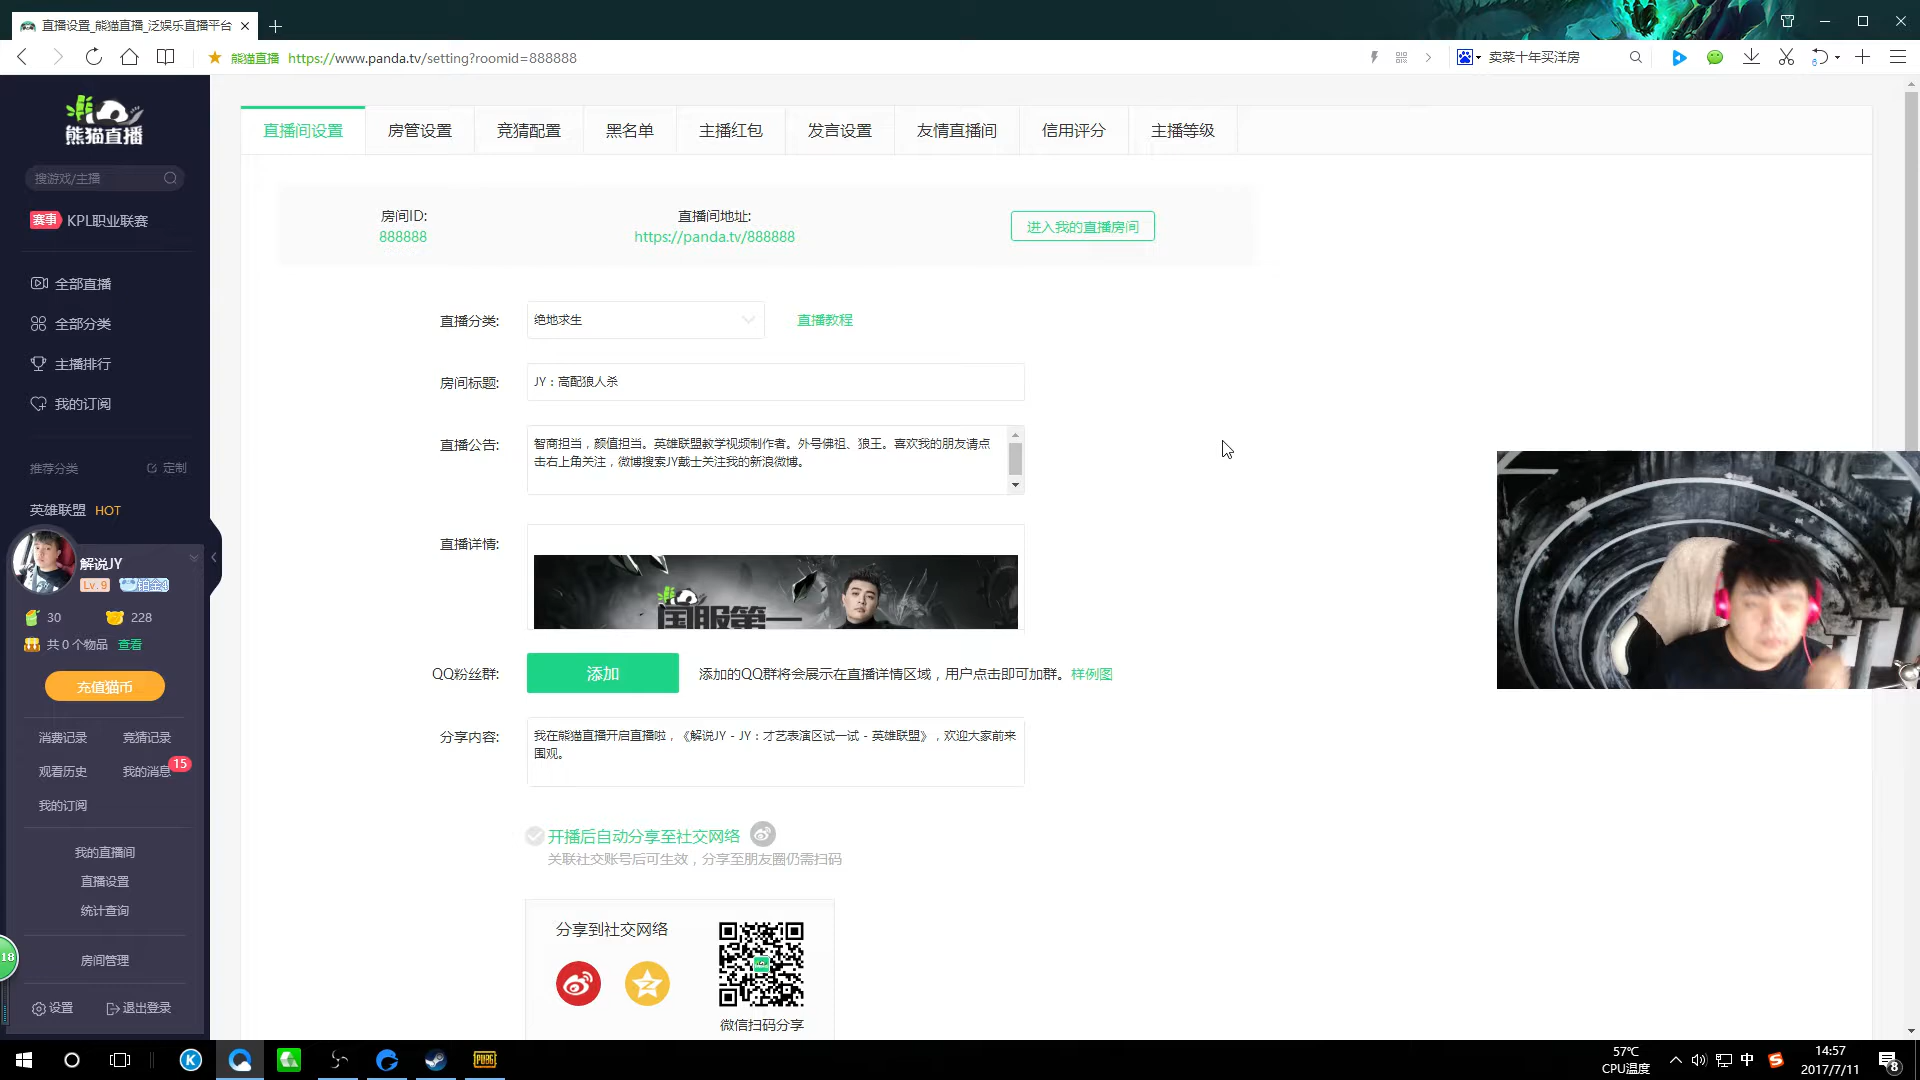 直播设置_熊猫直播_泛娱乐直播平台
熊猫直播 https://www.panda.tv/setting?roomid=888888
卖菜十年买洋房
6
熊猫直播
搜游戏/主播
赛事 KPL职业联赛
全部直播
全部分类
主播排行
我的订阅
推荐分类 定制
英雄联盟 HOT
解说JY
Lv.9 铂金4
30 228
共 0 个物品 查看
充值猫币
消费记录 竞猜记录
观看历史 我的消息 15
我的订阅
我的直播间
直播设置
统计查询
房间管理
18
设置 退出登录
直播间设置 房管设置 竞猜配置 黑名单 主播红包 发言设置 友情直播间 信用评分 主播等级
房间ID: 直播间地址:
888888 https://panda.tv/888888 进入我的直播房间
直播分类: 绝地求生 直播教程
房间标题: JY：高配狼人杀
直播公告: 智商担当，颜值担当。英雄联盟教学视频制作者。外号佛祖、狼王。喜欢我的朋友请点
击右上角关注，微博搜索JY戴士关注我的新浪微博。
直播详情:
国服第一
QQ粉丝群: 添加 添加的QQ群将会展示在直播详情区域，用户点击即可加群。样例图
分享内容: 我在熊猫直播开启直播啦，《解说JY - JY：才艺表演区试一试 - 英雄联盟》，欢迎大家前来
围观。
开播后自动分享至社交网络
关联社交账号后可生效，分享至朋友圈仍需扫码
分享到社交网络
微信扫码分享
K
PUBG
57℃
CPU温度
中
14:57
2017/7/11
8